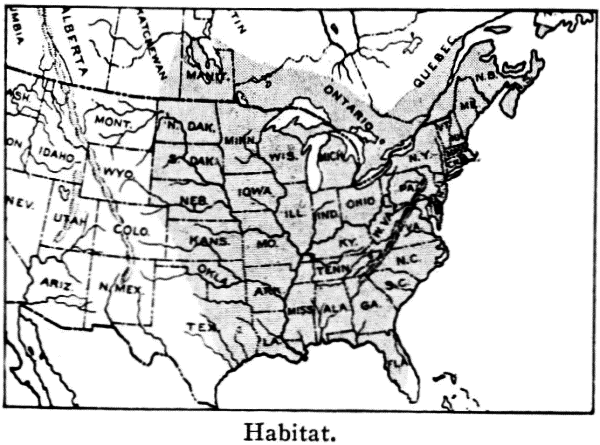 UMBIA
ALBERTA
KATCHEWAN
TIN
MANIT.
ONTARIO
QUEBEC
N.B.
ME.
ASH.
MONT.
N. DAK.
MINN.
ON
IDAHO
WYO.
S. DAK.
WIS.
MICH.
N.Y.
VT.
NEV.
UTAH
COLO.
NEB.
IOWA
ILL.
IND.
OHIO
PA.
W.VA.
VA.
KANS.
MO.
KY.
ARIZ.
N. MEX.
OKLA.
ARK.
TENN.
N.C.
S.C.
TEX.
LA.
MISS.
ALA.
GA.
FLA.
Habitat.